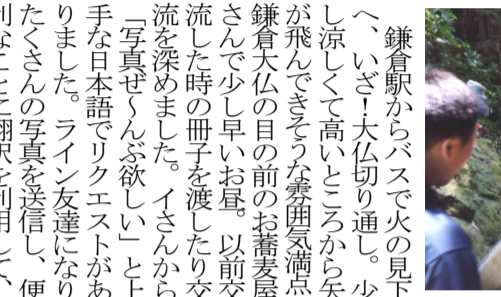 鎌倉駅からバスで火の見下
へ、いざ！大仏切り通し。少
し涼しくて高いところから矢
が飛んできそうな雰囲気満点
鎌倉大仏の目の前のお蕎麦屋
さんで少し早いお昼。以前交
流した時の冊子を渡したり交
流を深めました。イさんから
「写真ぜ〜んぶ欲しい」と上
手な日本語でリクエストがあ
りました。ライン友達になり
たくさんの写真を送信し、便